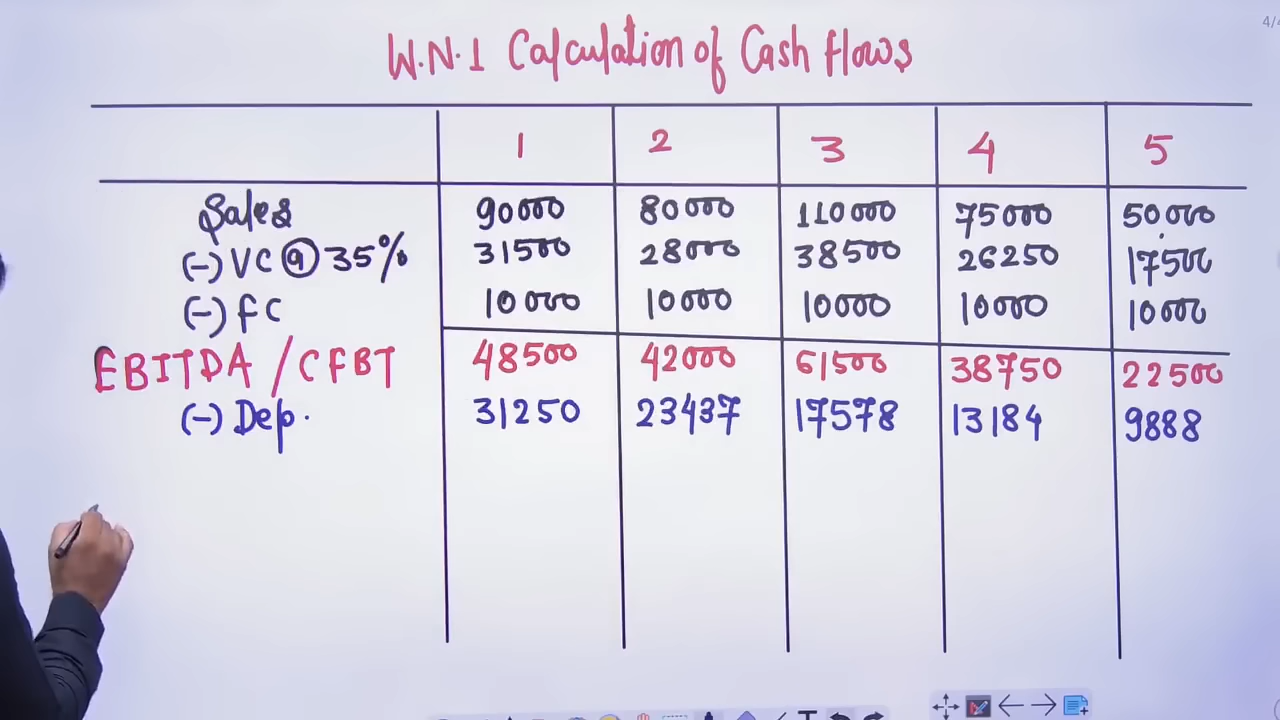 4/4
W.N.1 Calculation of Cash flows
1 2 3 4 5
Sales 90000 80000 110000 75000 50000
(-) VC @ 35% 31500 28000 38500 26250 17500
(-) FC 10000 10000 10000 10000 10000
EBITDA / CFBT 48500 42000 61500 38750 22500
(-) Dep. 31250 23437 17578 13184 9888